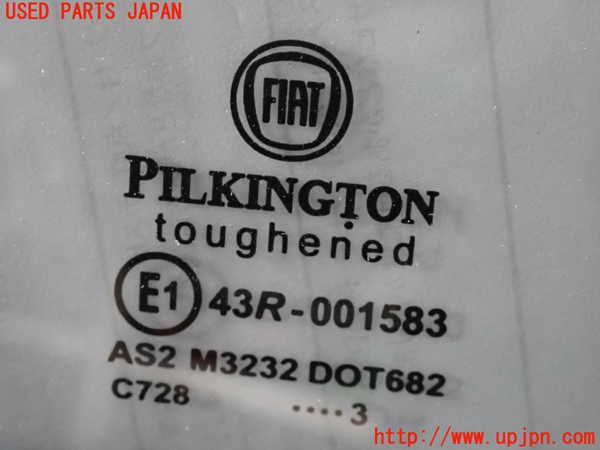 USED PARTS JAPAN
FIAT
PILKINGTON
toughened
E1 43R-001583
AS2 M3232 DOT682
C728 ....3
http://www.upjpn.com/